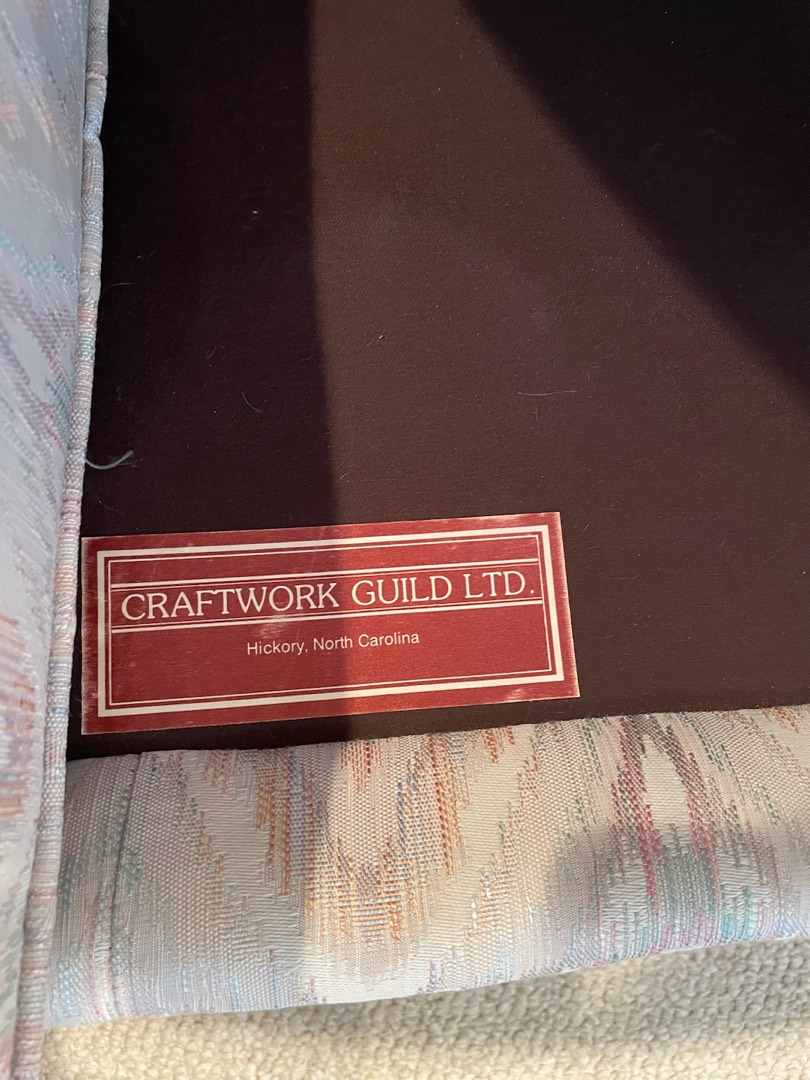 CRAFTWORK GUILD LTD.
Hickory, North Carolina